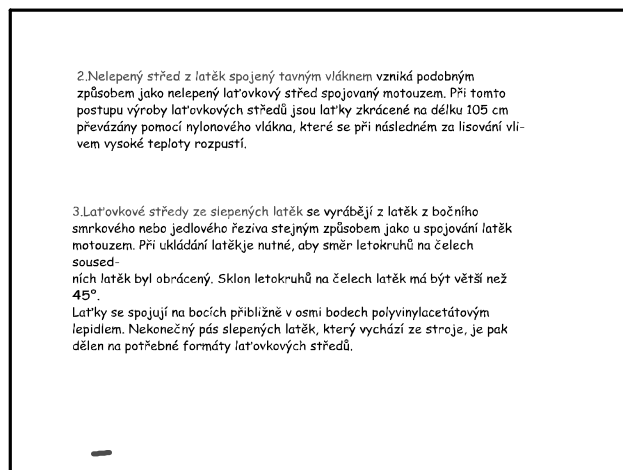 2.Nelepený střed z latěk spojený tavným vláknem vzniká podobným
způsobem jako nelepený laťovkový střed spojovaný motouzem. Při tomto
postupu výroby laťovkových středů jsou laťky zkrácené na délku 105 cm
převázány pomocí nylonového vlákna, které se při následném za lisování vli-
vem vysoké teploty rozpustí.
3.Laťovkové středy ze slepených latěk se vyrábějí z latěk z bočního
smrkového nebo jedlového řeziva stejným způsobem jako u spojování latěk
motouzem. Při ukládání latěkje nutné, aby směr letokruhů na čelech
soused-
ních latěk byl obrácený. Sklon letokruhů na čelech latěk má být větší než
45°.
Laťky se spojují na bocích přibližně v osmi bodech polyvinylacetátovým
lepidlem. Nekonečný pás slepených latěk, který vychází ze stroje, je pak
dělen na potřebné formáty laťovkových středů.